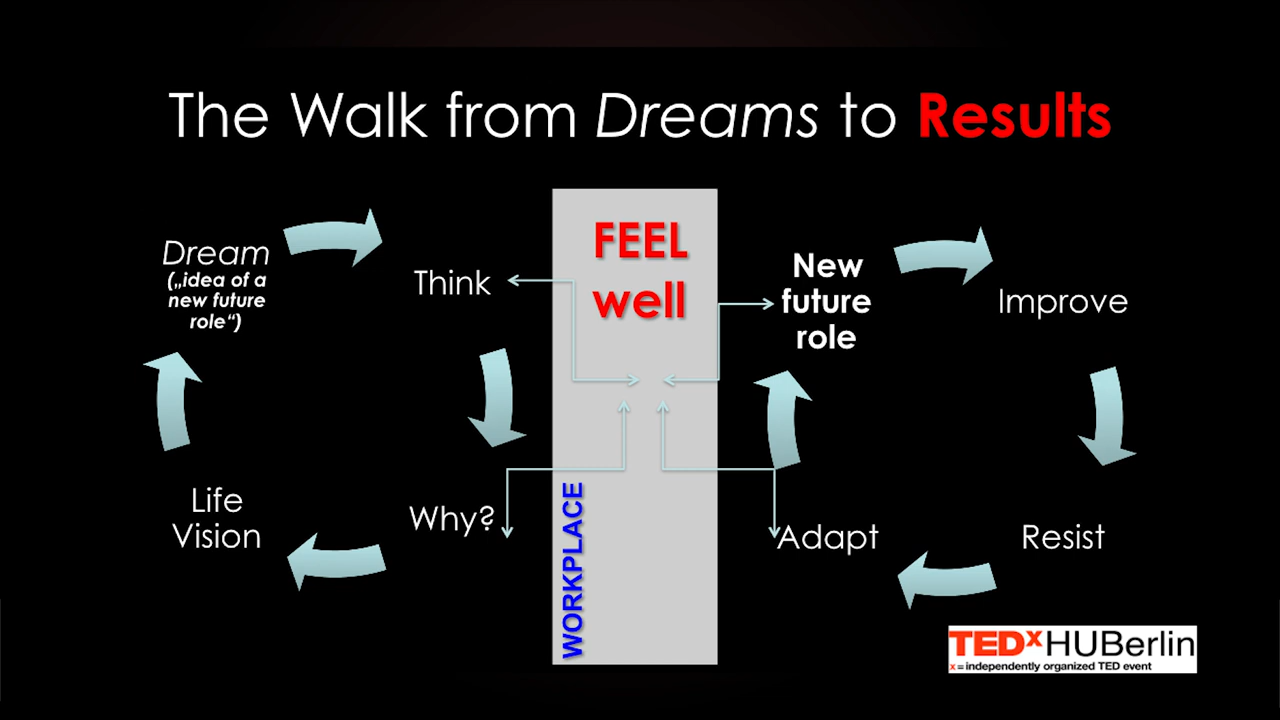 The Walk from Dreams to Results
Dream
(„idea of a
new future
role“)
Think
Why?
Life
Vision
FEEL
well
WORKPLACE
New
future
role
Improve
Resist
Adapt
TEDxHUBerlin
x = independently organized TED event